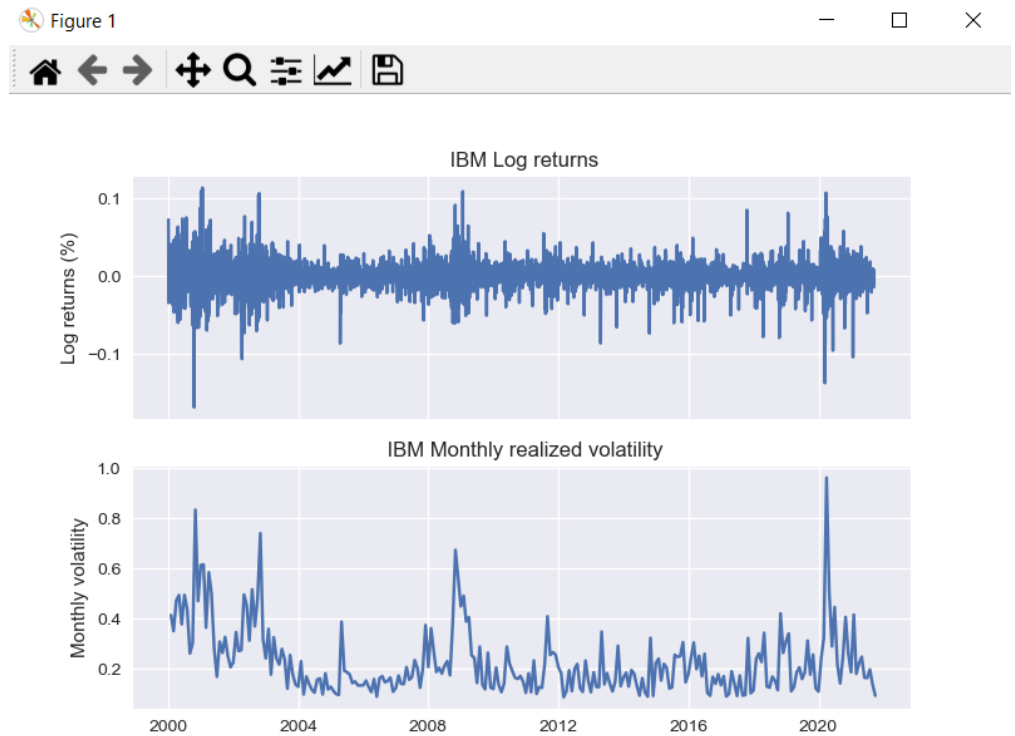 Figure 1
IBM Log returns
Log returns (%)
0.1
0.0
−0.1
IBM Monthly realized volatility
Monthly volatility
1.0
0.8
0.6
0.4
0.2
2000 2004 2008 2012 2016 2020